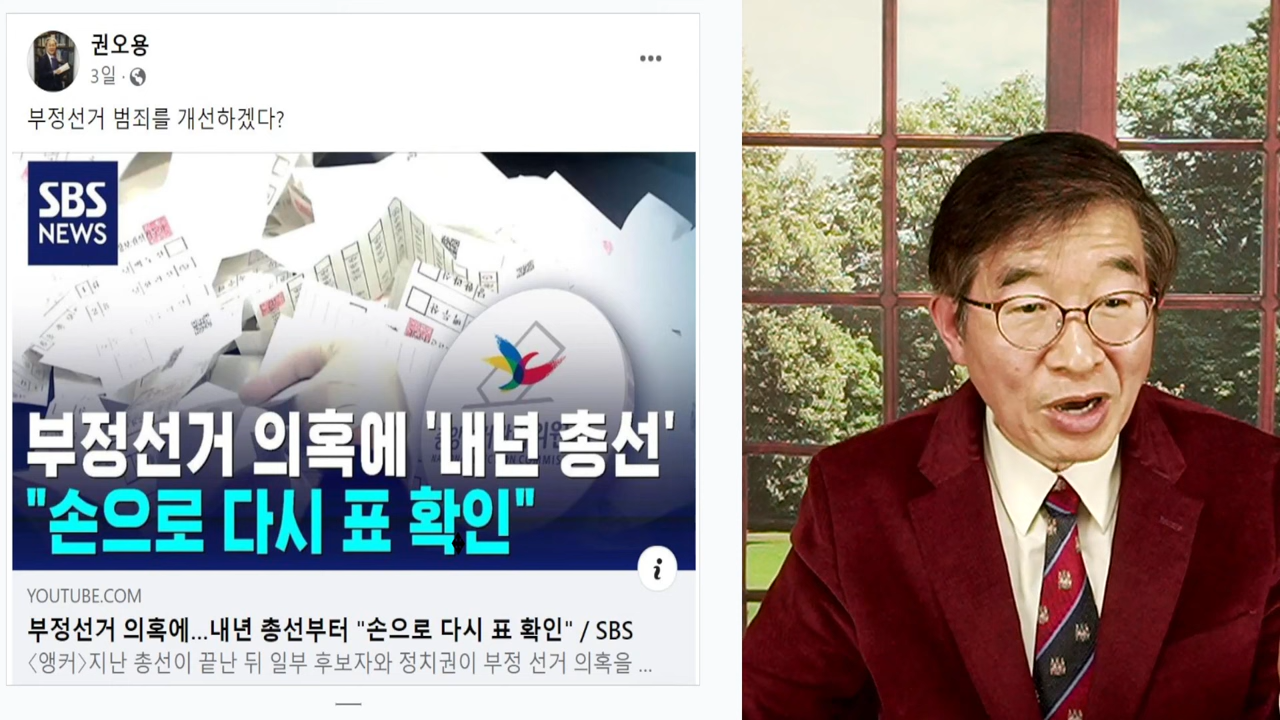 권오용
3일 ·
부정선거 범죄를 개선하겠다?
SBS
NEWS
부정선거 의혹에 '내년 총선'
"손으로 다시 표 확인"
i
YOUTUBE.COM
부정선거 의혹에...내년 총선부터 "손으로 다시 표 확인" / SBS
〈앵커〉지난 총선이 끝난 뒤 일부 후보자와 정치권이 부정 선거 의혹을 ...